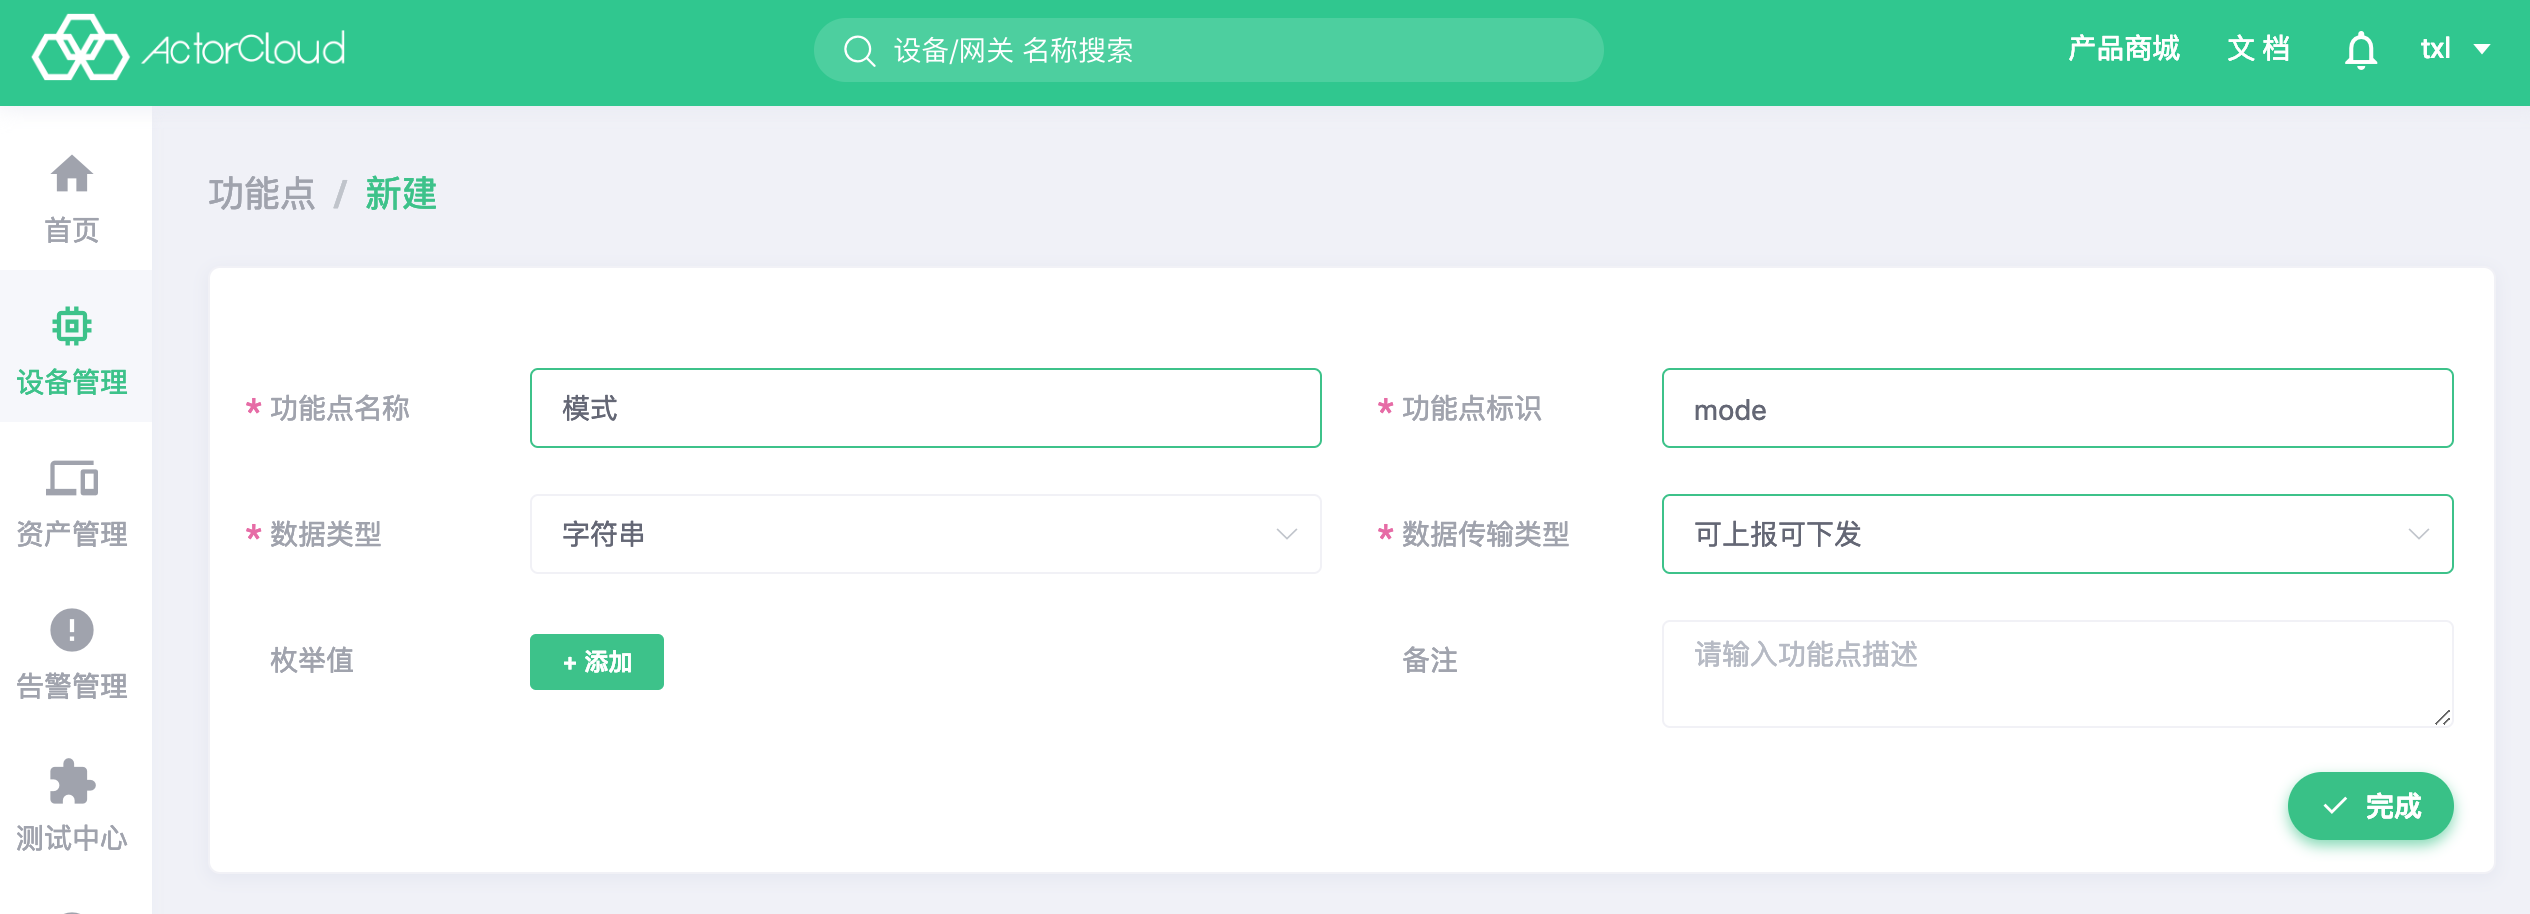 ActorCloud
设备/网关 名称搜索
产品商城 文 档 txl
首页
设备管理
资产管理
告警管理
测试中心
功能点 / 新建
* 功能点名称 模式 * 功能点标识 mode
* 数据类型 字符串 * 数据传输类型 可上报可下发
枚举值 + 添加 备注 请输入功能点描述
完成